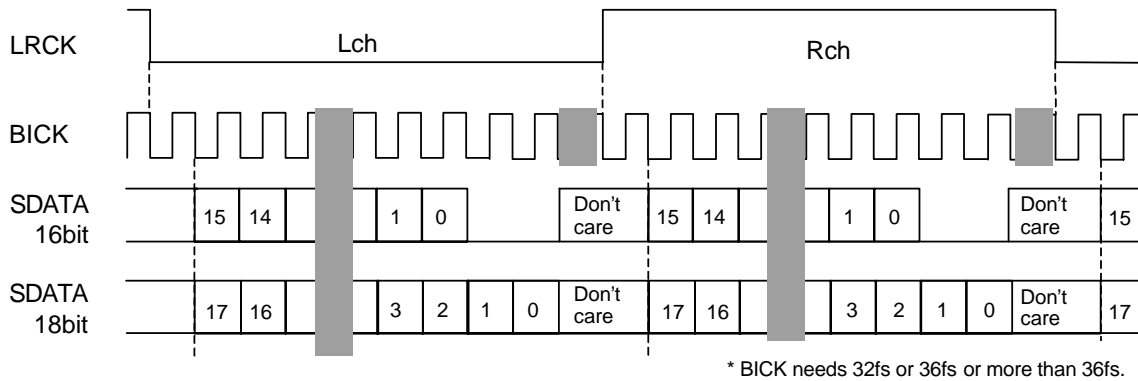 LRCK
Lch
Rch
BICK
SDATA
16bit
15 14 1 0 Don't care 15 14 1 0 Don't care 15
SDATA
18bit
17 16 3 2 1 0 Don't care 17 16 3 2 1 0 Don't care 17
* BICK needs 32fs or 36fs or more than 36fs.